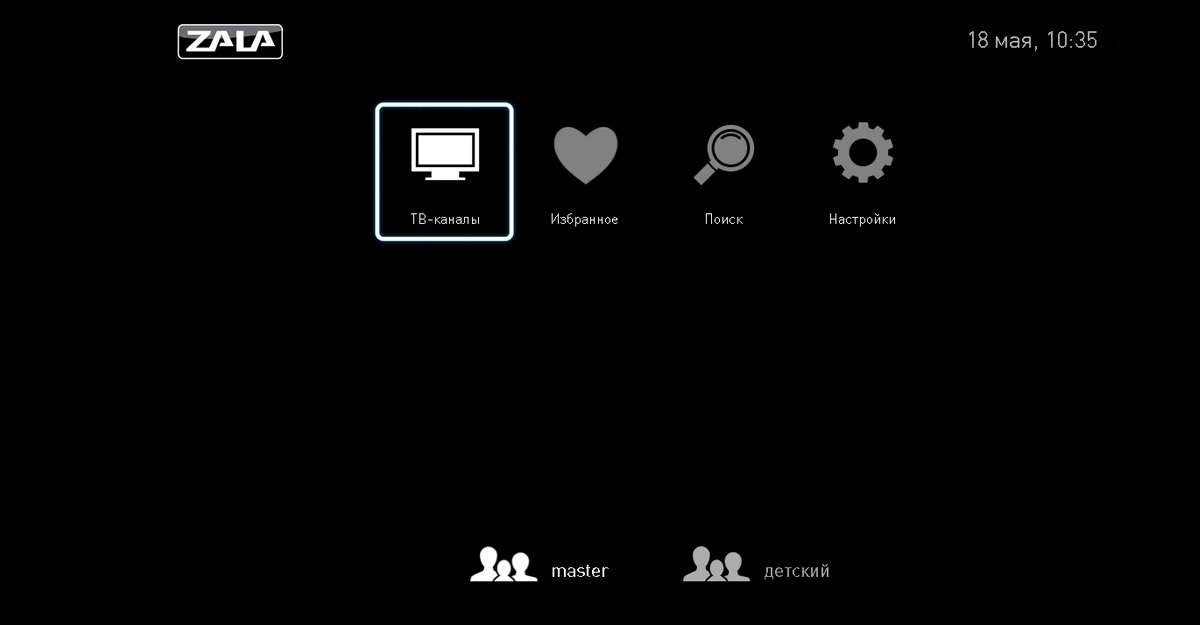 ZALA
18 мая, 10:35
ТВ-каналы Избранное Поиск Настройки
master детский